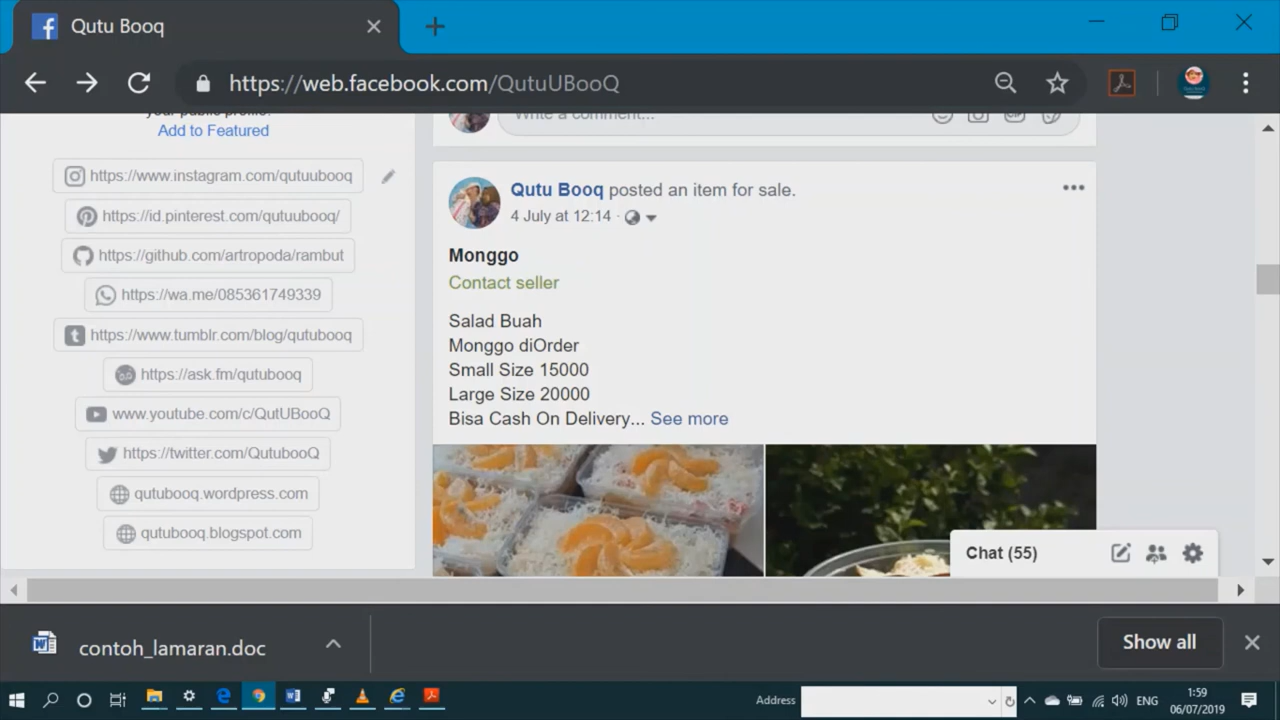 Qutu Booq
https://web.facebook.com/QutuUBooQ
your public profile.
Add to Featured
https://www.instagram.com/qutuubooq
https://id.pinterest.com/qutuubooq/
https://github.com/artropoda/rambut
https://wa.me/085361749339
https://www.tumblr.com/blog/qutubooq
https://ask.fm/qutubooq
www.youtube.com/c/QutUBooQ
https://twitter.com/QutubooQ
qutubooq.wordpress.com
qutubooq.blogspot.com
Write a comment...
Qutu Booq posted an item for sale.
4 July at 12:14 ·
Monggo
Contact seller
Salad Buah
Monggo diOrder
Small Size 15000
Large Size 20000
Bisa Cash On Delivery... See more
Chat (55)
contoh_lamaran.doc
Show all
Address
ENG
1:59
06/07/2019